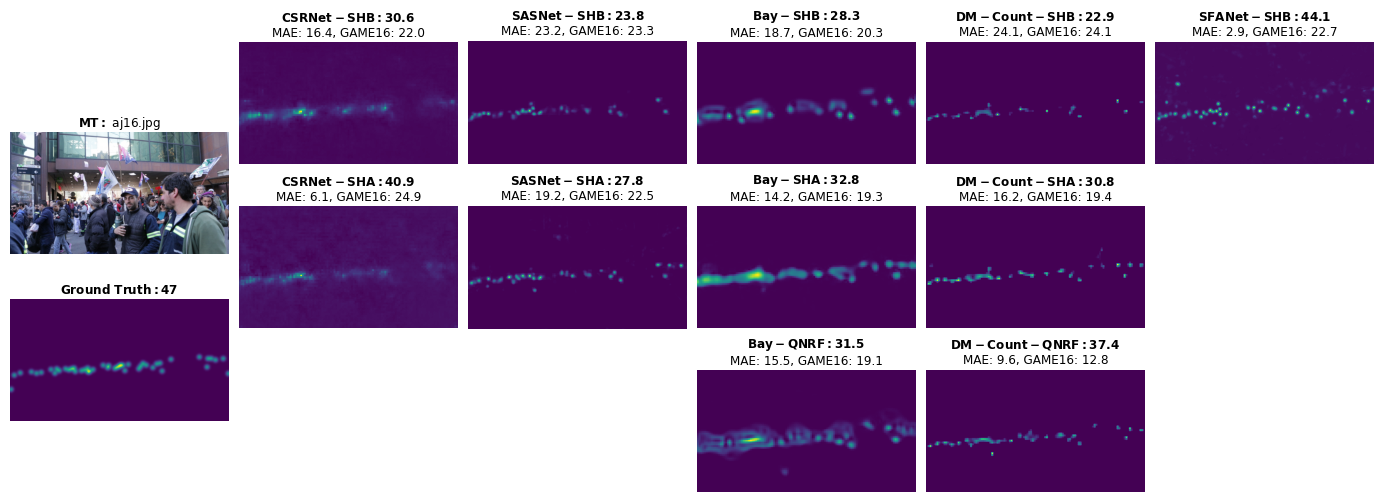 MT: aj16.jpg
Ground Truth: 47
CSRNet − SHB: 30.6
MAE: 16.4, GAME16: 22.0
SASNet − SHB: 23.8
MAE: 23.2, GAME16: 23.3
Bay − SHB: 28.3
MAE: 18.7, GAME16: 20.3
DM − Count − SHB: 22.9
MAE: 24.1, GAME16: 24.1
SFANet − SHB: 44.1
MAE: 2.9, GAME16: 22.7
CSRNet − SHA: 40.9
MAE: 6.1, GAME16: 24.9
SASNet − SHA: 27.8
MAE: 19.2, GAME16: 22.5
Bay − SHA: 32.8
MAE: 14.2, GAME16: 19.3
DM − Count − SHA: 30.8
MAE: 16.2, GAME16: 19.4
Bay − QNRF: 31.5
MAE: 15.5, GAME16: 19.1
DM − Count − QNRF: 37.4
MAE: 9.6, GAME16: 12.8